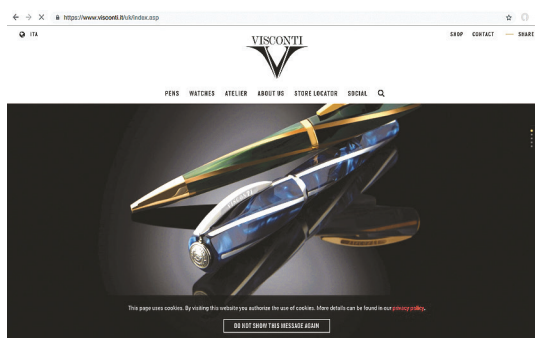 https://www.visconti.it/uk/index.asp
ITA
VISCONTI
SHOP CONTACT SHARE
PENS WATCHES ATELIER ABOUT US STORE LOCATOR SOCIAL
This page uses cookies. By visiting this website you authorize the use of cookies. More details can be found in our privacy policy.
DO NOT SHOW THIS MESSAGE AGAIN